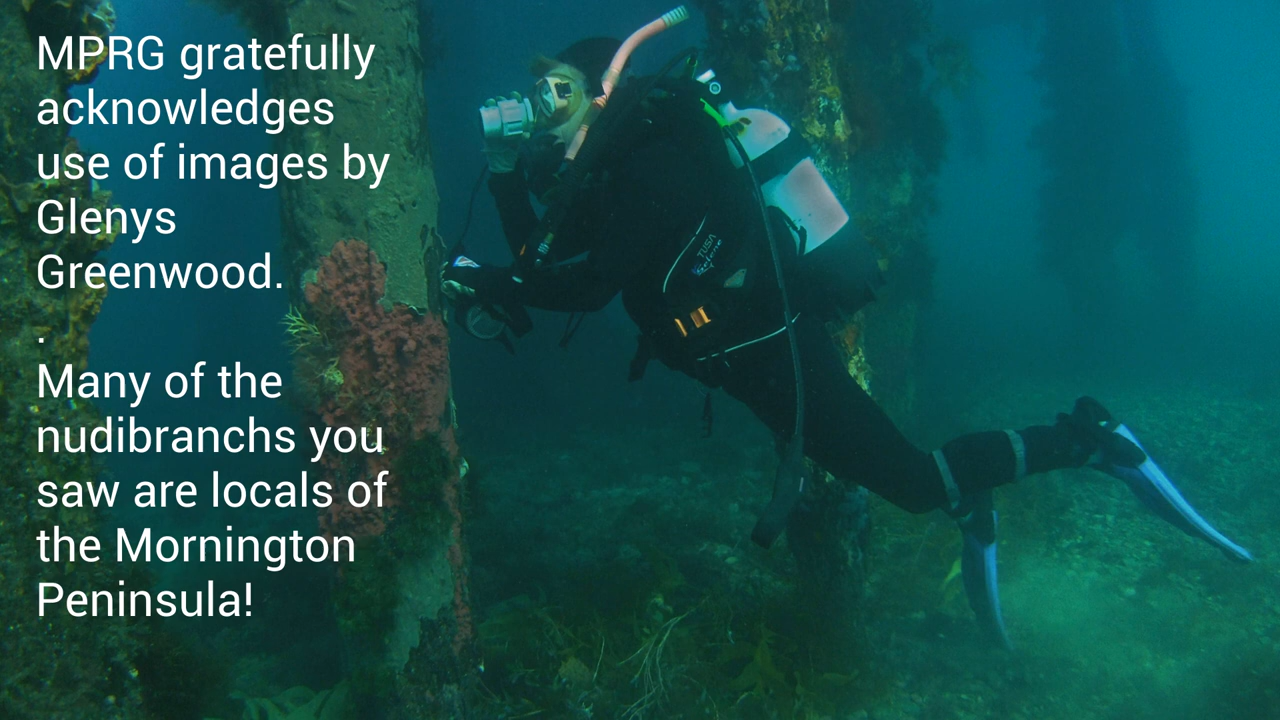 MPRG gratefully
acknowledges
use of images by
Glenys
Greenwood.
.
Many of the
nudibranchs you
saw are locals of
the Mornington
Peninsula!
TUSA